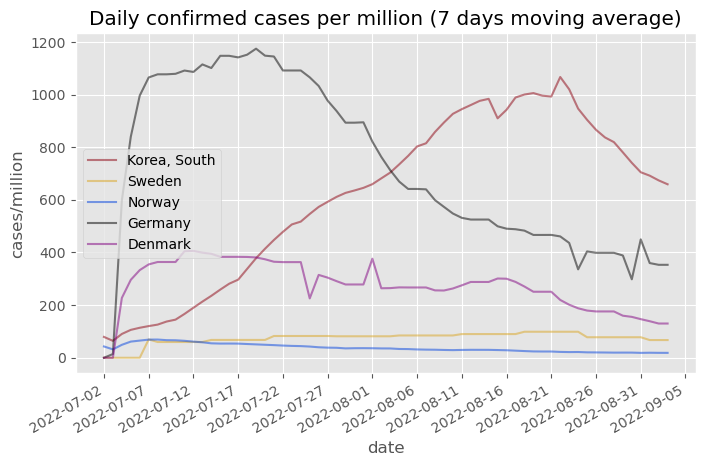 Daily confirmed cases per million (7 days moving average)
1200
1000
800
600
400
200
0
cases/million
Korea, South
Sweden
Norway
Germany
Denmark
2022-07-02
2022-07-07
2022-07-12
2022-07-17
2022-07-22
2022-07-27
2022-08-01
2022-08-06
2022-08-11
2022-08-16
2022-08-21
2022-08-26
2022-08-31
2022-09-05
date